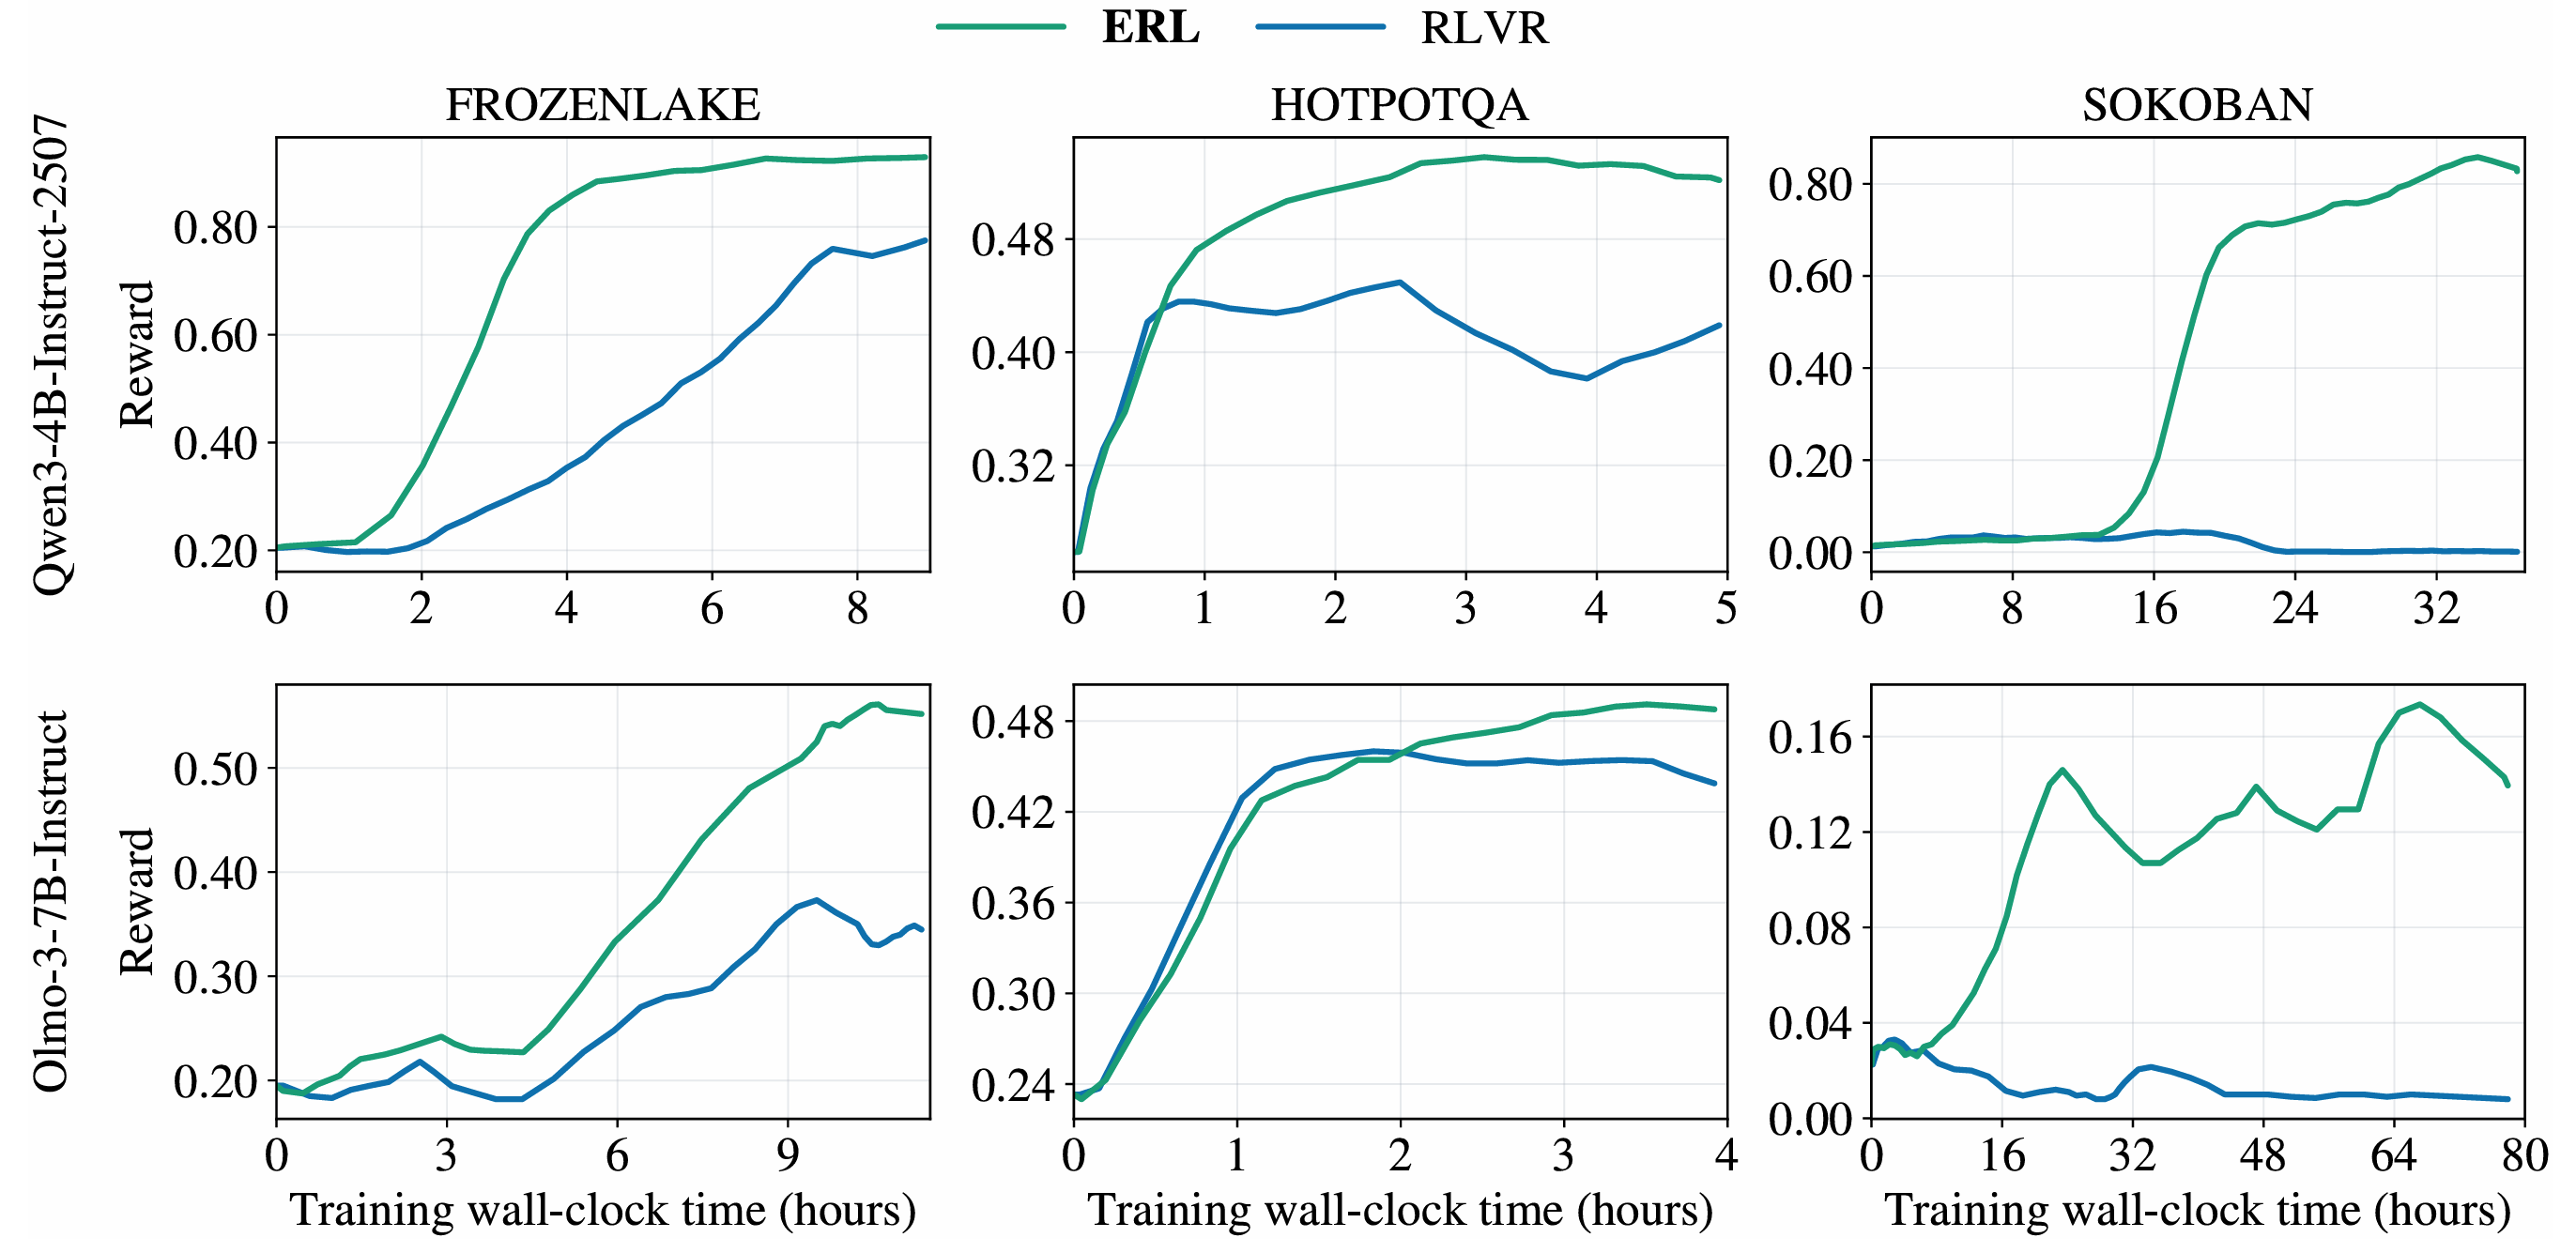 ERL RLVR
FROZENLAKE HOTPOTQA SOKOBAN
Qwen3-4B-Instruct-2507
Reward
0.80
0.60
0.40
0.20
0 2 4 6 8
0.48
0.40
0.32
0 1 2 3 4 5
0.80
0.60
0.40
0.20
0.00
0 8 16 24 32
Olmo-3-7B-Instruct
Reward
0.50
0.40
0.30
0.20
0 3 6 9
Training wall-clock time (hours)
0.48
0.42
0.36
0.30
0.24
0 1 2 3 4
Training wall-clock time (hours)
0.16
0.12
0.08
0.04
0.00
0 16 32 48 64 80
Training wall-clock time (hours)